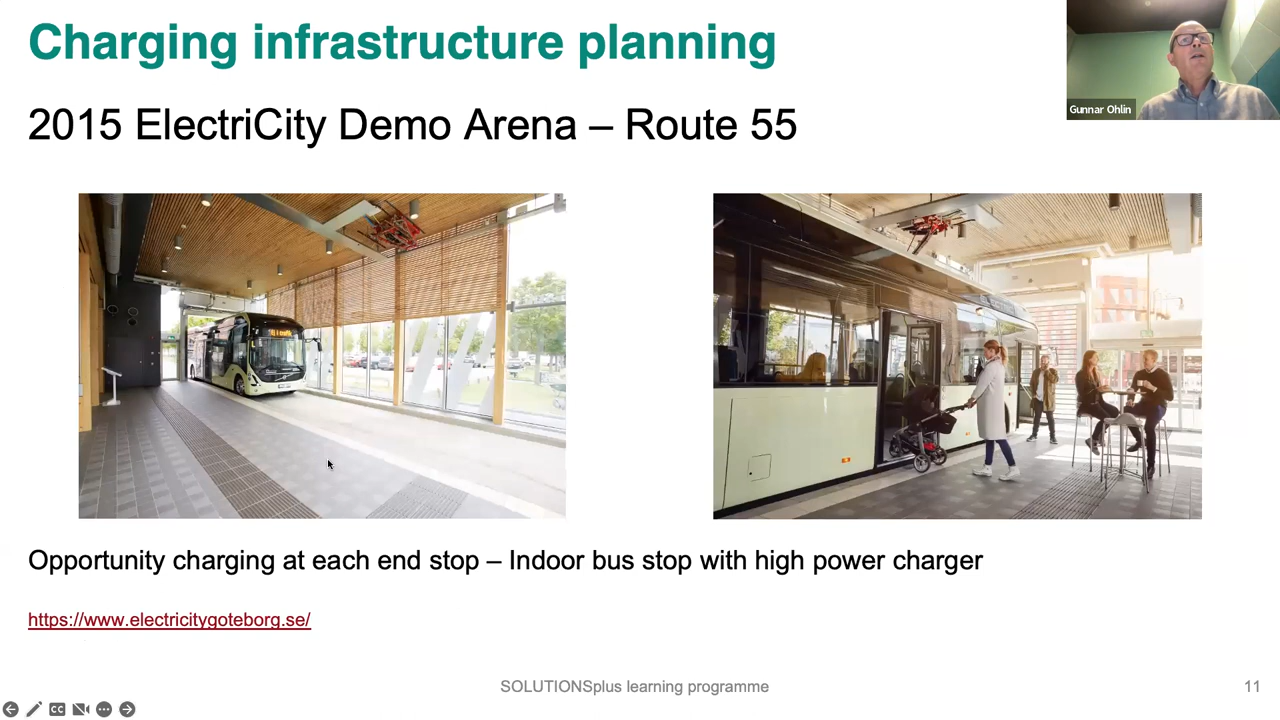 Charging infrastructure planning
Gunnar Ohlin
2015 ElectriCity Demo Arena – Route 55
Opportunity charging at each end stop – Indoor bus stop with high power charger
https://www.electricitygoteborg.se/
SOLUTIONSplus learning programme
11
CC